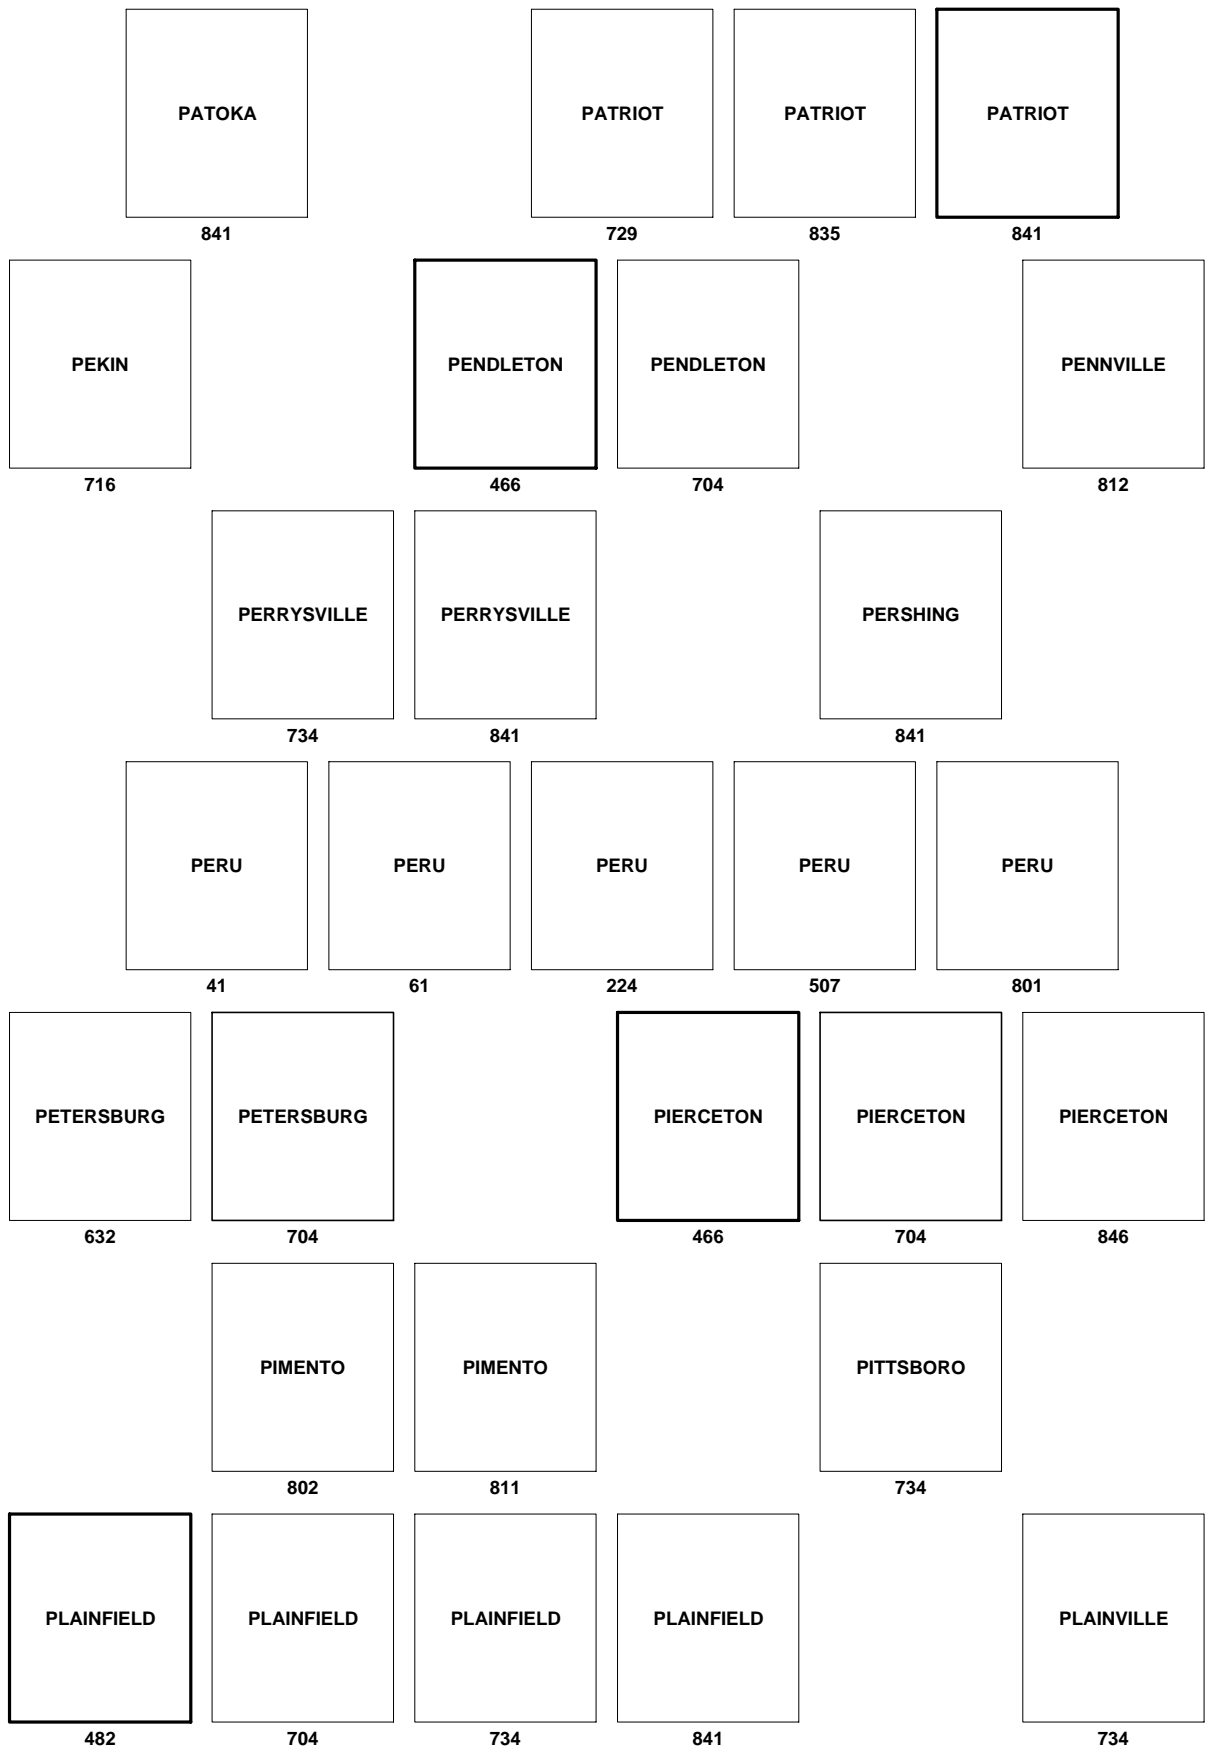 PATOKA PATRIOT PATRIOT PATRIOT
841 729 835 841
PEKIN PENDLETON PENDLETON PENNVILLE
716 466 704 812
PERRYSVILLE PERRYSVILLE PERSHING
734 841 841
PERU PERU PERU PERU PERU
41 61 224 507 801
PETERSBURG PETERSBURG PIERCETON PIERCETON PIERCETON
632 704 466 704 846
PIMENTO PIMENTO PITTSBORO
802 811 734
PLAINFIELD PLAINFIELD PLAINFIELD PLAINFIELD PLAINVILLE
482 704 734 841 734